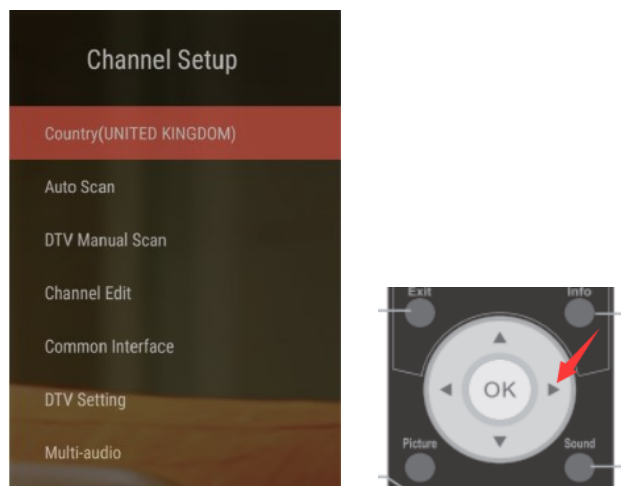 Channel Setup
Country(UNITED KINGDOM)
Auto Scan
DTV Manual Scan
Channel Edit
Common Interface
DTV Setting
Multi-audio
Exit
Info
OK
Picture
Sound